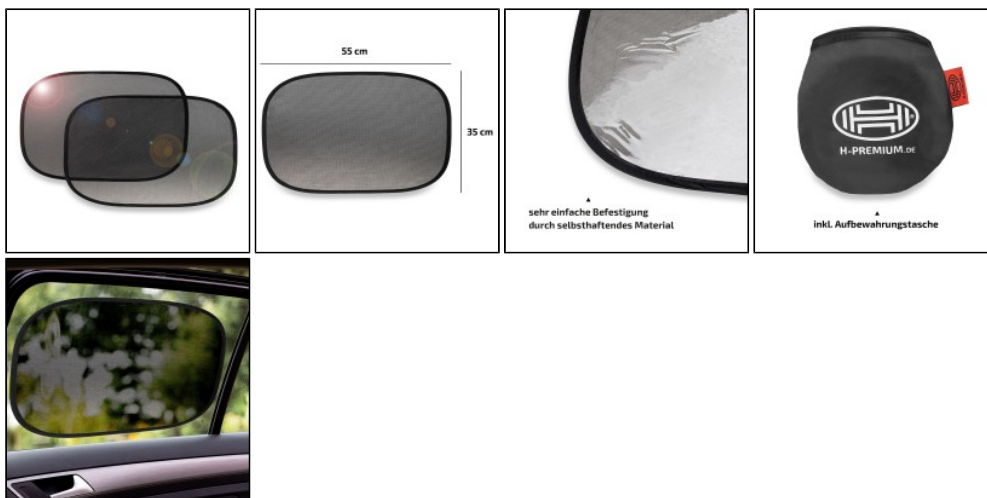 55 cm
35 cm
sehr einfache Befestigung
durch selbsthaftendes Material
H-PREMIUM.DE
inkl. Aufbewahrungstasche